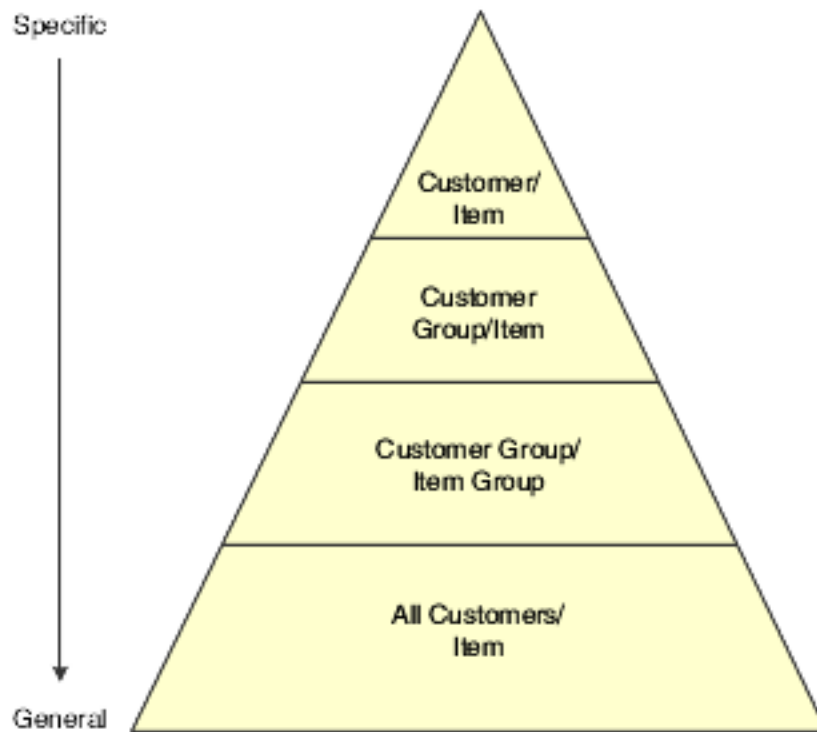 Specific
Customer/
Item
Customer
Group/Item
Customer Group/
Item Group
All Customers/
Item
General